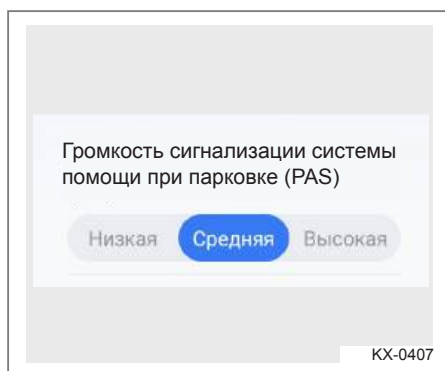 Громкость сигнализации системы
помощи при парковке (PAS)
Низкая Средняя Высокая
KX-0407